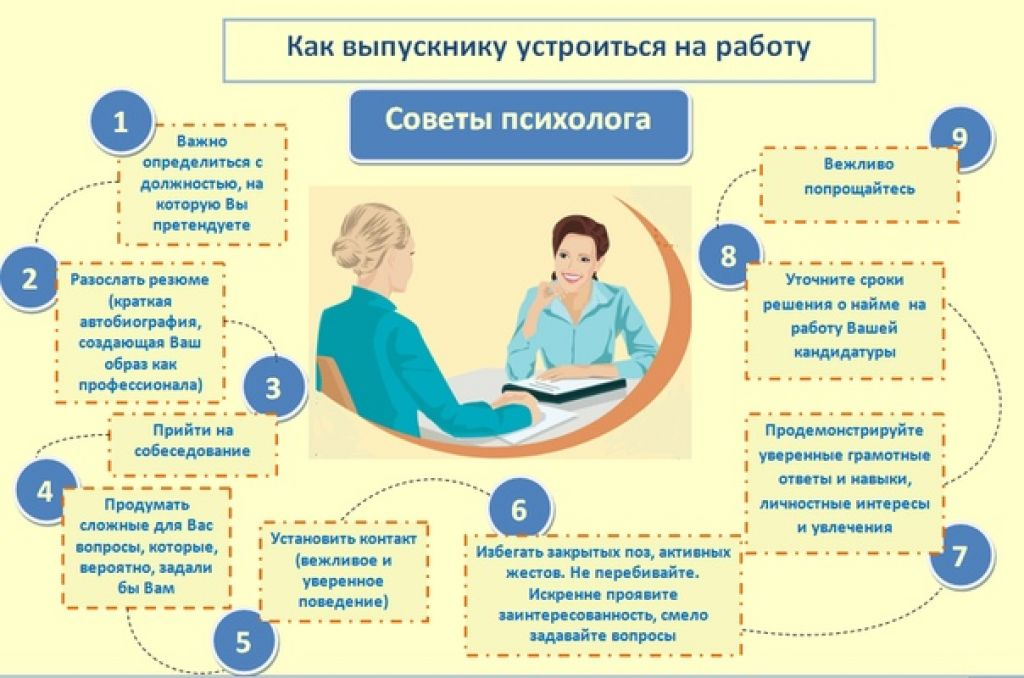 Как выпускнику устроиться на работу
Советы психолога
1
Важно
определиться с
должностью, на
которую Вы
претендуете
2
Разослать резюме
(краткая
автобиография,
создающая Ваш
образ как
профессионала)
3
Прийти на
собеседование
4
Продумать
сложные для Вас
вопросы, которые,
вероятно, задали
бы Вам
5
Установить контакт
(вежливое и
уверенное
поведение)
6
Избегать закрытых поз, активных
жестов. Не перебивайте.
Искренне проявите
заинтересованность, смело
задавайте вопросы
7
Продемонстрируйте
уверенные грамотные
ответы и навыки,
личностные интересы
и увлечения
8
Уточните сроки
решения о найме на
работу Вашей
кандидатуры
9
Вежливо
попрощайтесь